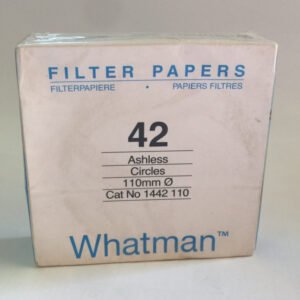 FILTER PAPERS
FILTERPAPIERE • PAPIERS FILTRES
42
Ashless
Circles
110mm Ø
Cat No 1442 110
Whatman™